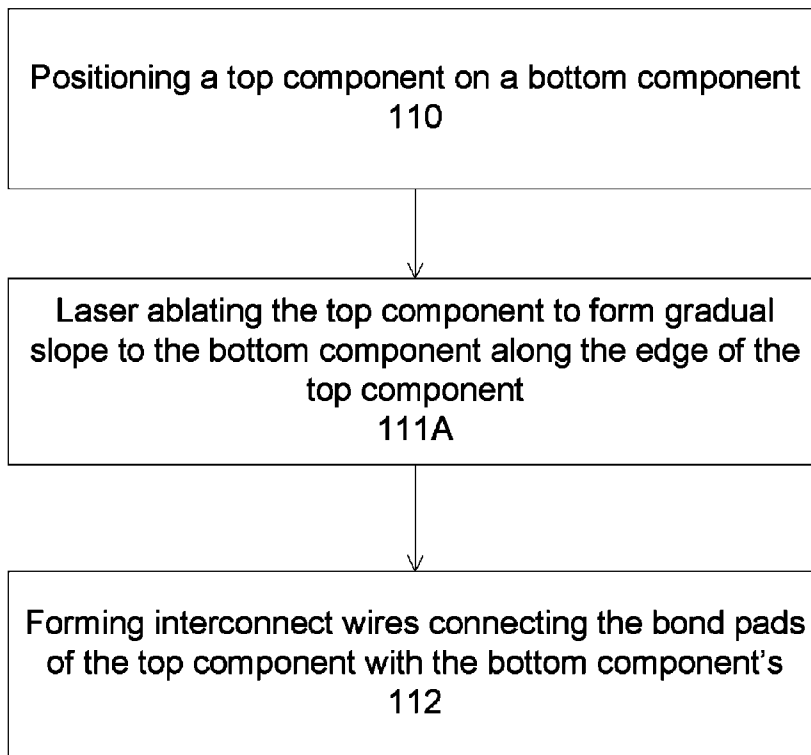 Positioning a top component on a bottom component
110
Laser ablating the top component to form gradual
slope to the bottom component along the edge of the
top component
111A
Forming interconnect wires connecting the bond pads
of the top component with the bottom component's
112